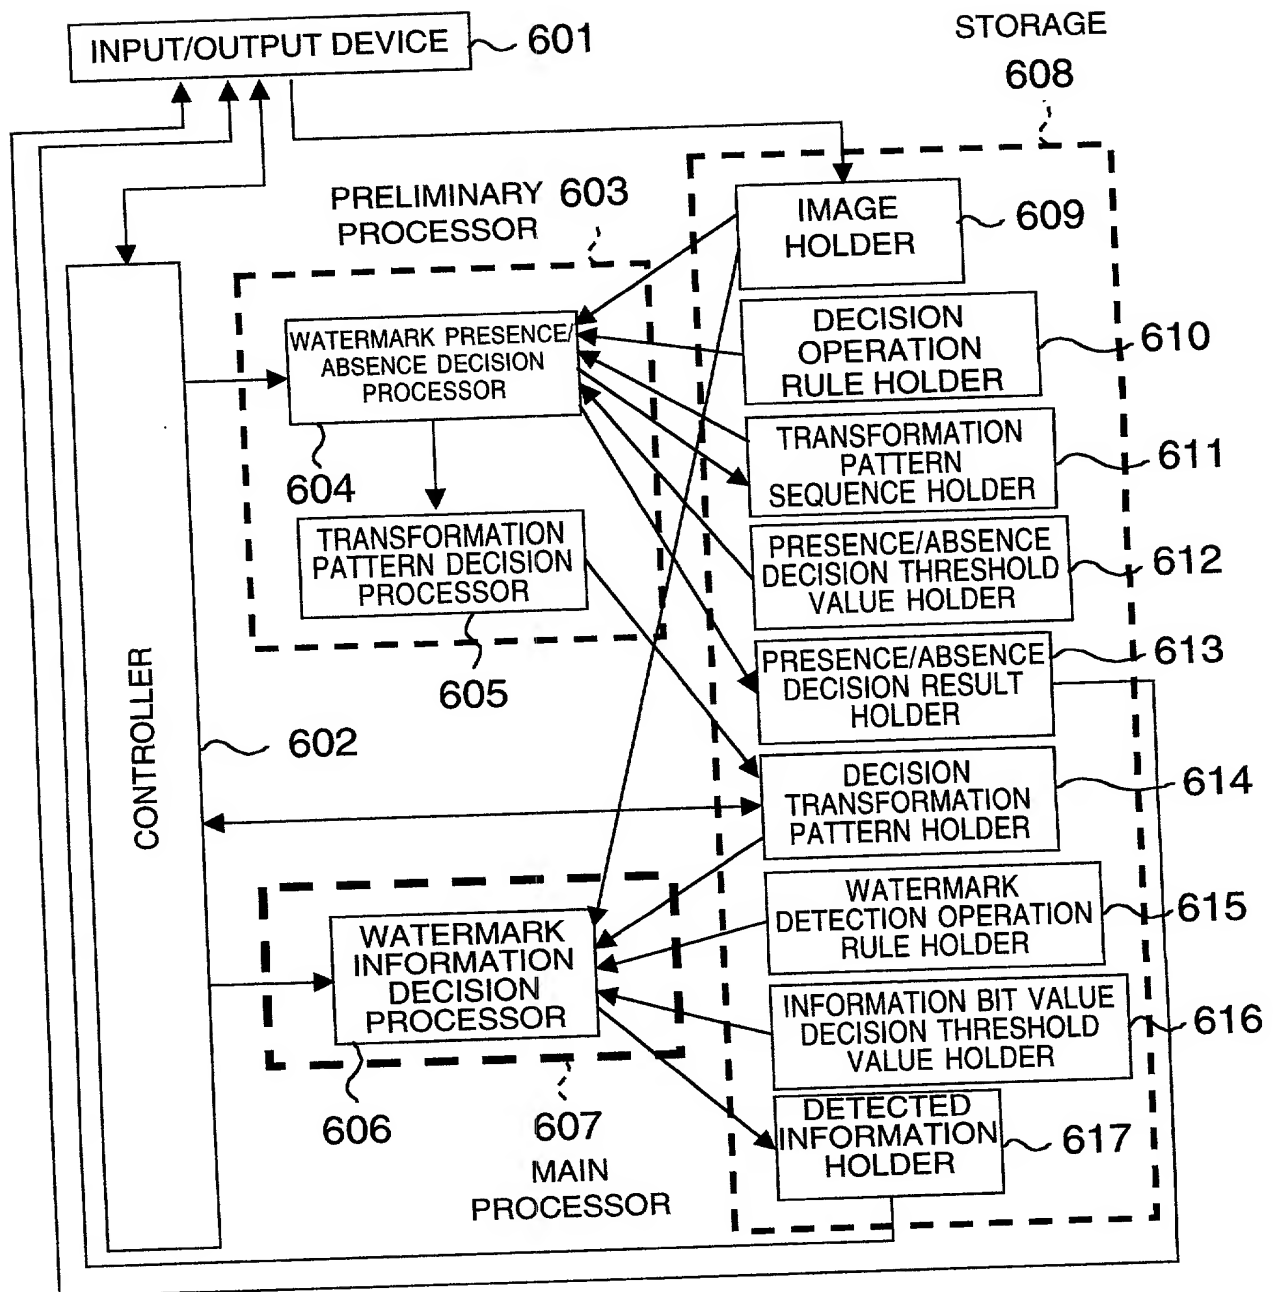 INPUT/OUTPUT DEVICE
601
STORAGE
608
PRELIMINARY
PROCESSOR
603
IMAGE
HOLDER
609
WATERMARK PRESENCE/
ABSENCE DECISION
PROCESSOR
604
DECISION
OPERATION
RULE HOLDER
610
TRANSFORMATION
PATTERN
SEQUENCE HOLDER
611
TRANSFORMATION
PATTERN DECISION
PROCESSOR
605
PRESENCE/ABSENCE
DECISION THRESHOLD
VALUE HOLDER
612
PRESENCE/ABSENCE
DECISION RESULT
HOLDER
613
CONTROLLER
602
DECISION
TRANSFORMATION
PATTERN HOLDER
614
WATERMARK
INFORMATION
DECISION
PROCESSOR
606
607
MAIN
PROCESSOR
WATERMARK
DETECTION OPERATION
RULE HOLDER
615
INFORMATION BIT VALUE
DECISION THRESHOLD
VALUE HOLDER
616
DETECTED
INFORMATION
HOLDER
617